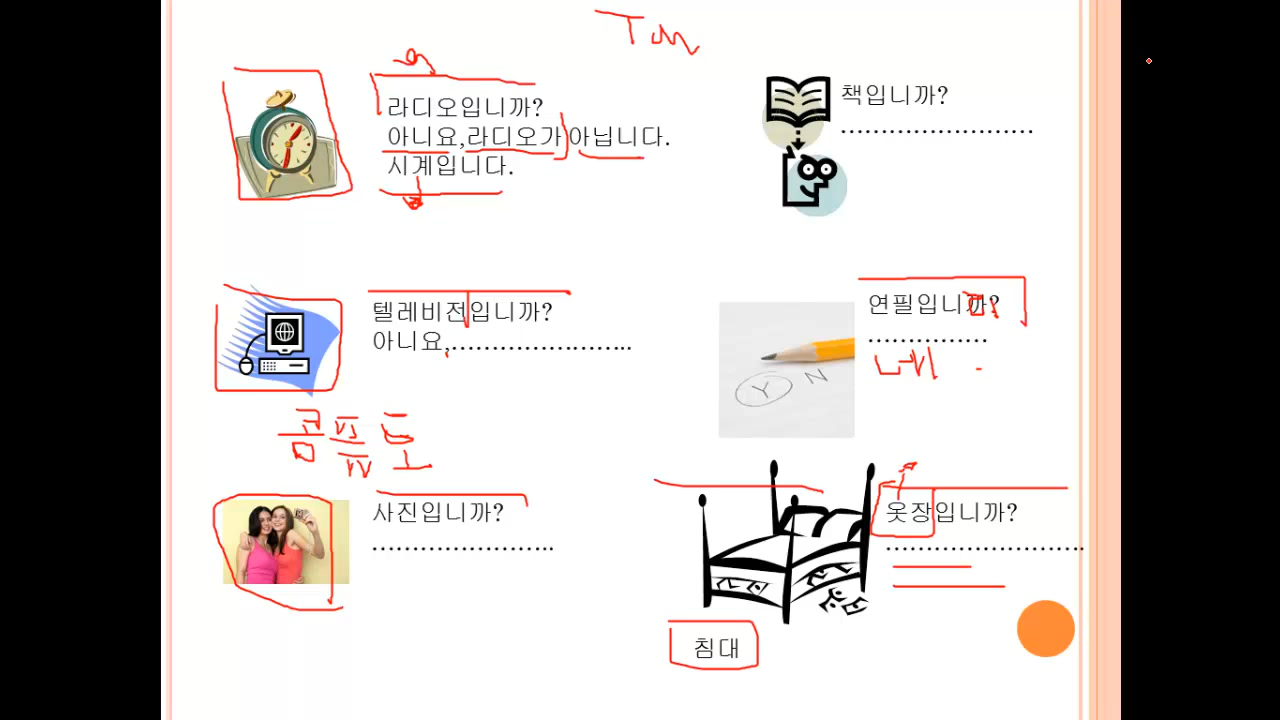 라디오입니까?
아니요,라디오가 아닙니다.
시계입니다.
책입니까?
........................
텔레비전입니까?
아니요,......................
콤퓨토
연필입니까?
...............
네
Y N
사진입니까?
......................
옷장입니까?
........................
침대